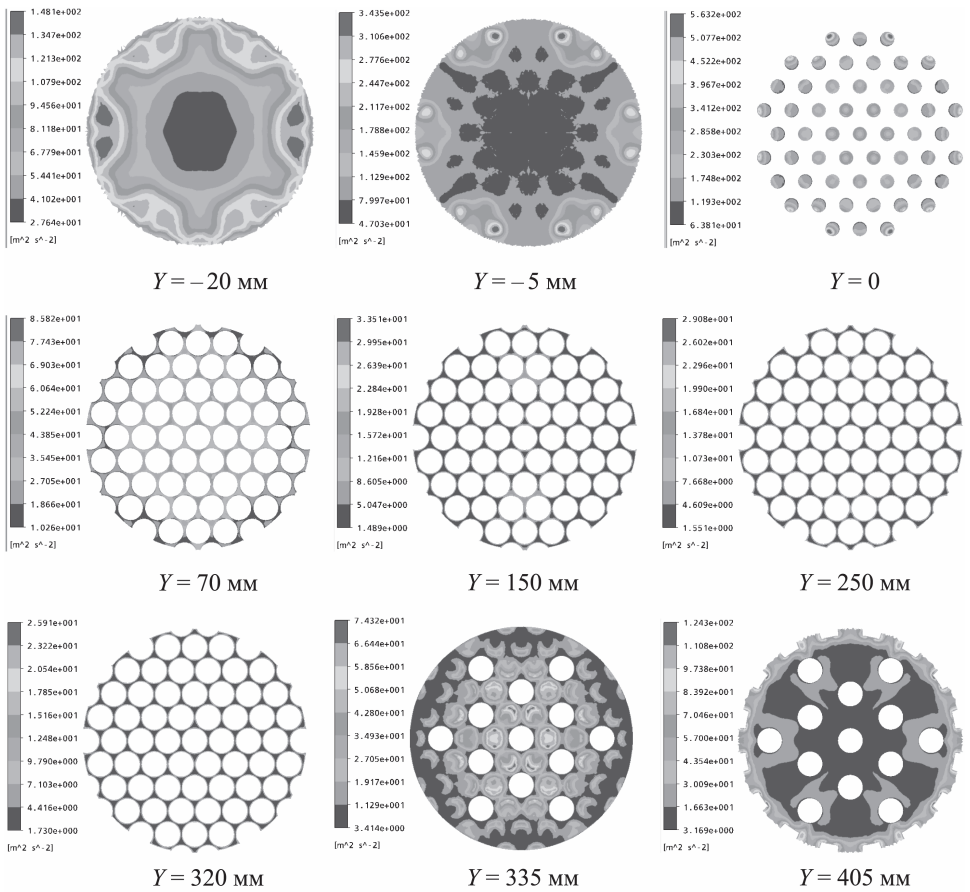 1.481e+002
1.347e+002
1.213e+002
1.079e+002
9.456e+001
8.118e+001
6.779e+001
5.441e+001
4.102e+001
2.764e+001
[m^2 s^-2]
Y = – 20 мм
3.435e+002
3.106e+002
2.776e+002
2.447e+002
2.117e+002
1.788e+002
1.459e+002
1.129e+002
7.997e+001
4.703e+001
[m^2 s^-2]
Y = – 5 мм
5.632e+002
5.077e+002
4.522e+002
3.967e+002
3.412e+002
2.858e+002
2.303e+002
1.748e+002
1.193e+002
6.381e+001
[m^2 s^-2]
Y = 0
8.582e+001
7.743e+001
6.903e+001
6.064e+001
5.224e+001
4.385e+001
3.545e+001
2.705e+001
1.866e+001
1.026e+001
[m^2 s^-2]
Y = 70 мм
3.351e+001
2.995e+001
2.639e+001
2.284e+001
1.928e+001
1.572e+001
1.216e+001
8.605e+000
5.047e+000
1.489e+000
[m^2 s^-2]
Y = 150 мм
2.908e+001
2.602e+001
2.296e+001
1.990e+001
1.684e+001
1.378e+001
1.073e+001
7.668e+000
4.609e+000
1.551e+000
[m^2 s^-2]
Y = 250 мм
2.591e+001
2.322e+001
2.054e+001
1.785e+001
1.516e+001
1.248e+001
9.790e+000
7.103e+000
4.416e+000
1.730e+000
[m^2 s^-2]
Y = 320 мм
7.432e+001
6.644e+001
5.856e+001
5.068e+001
4.280e+001
3.493e+001
2.705e+001
1.917e+001
1.129e+001
3.414e+000
[m^2 s^-2]
Y = 335 мм
1.243e+002
1.108e+002
9.738e+001
8.392e+001
7.046e+001
5.700e+001
4.354e+001
3.009e+001
1.663e+001
3.169e+000
[m^2 s^-2]
Y = 405 мм